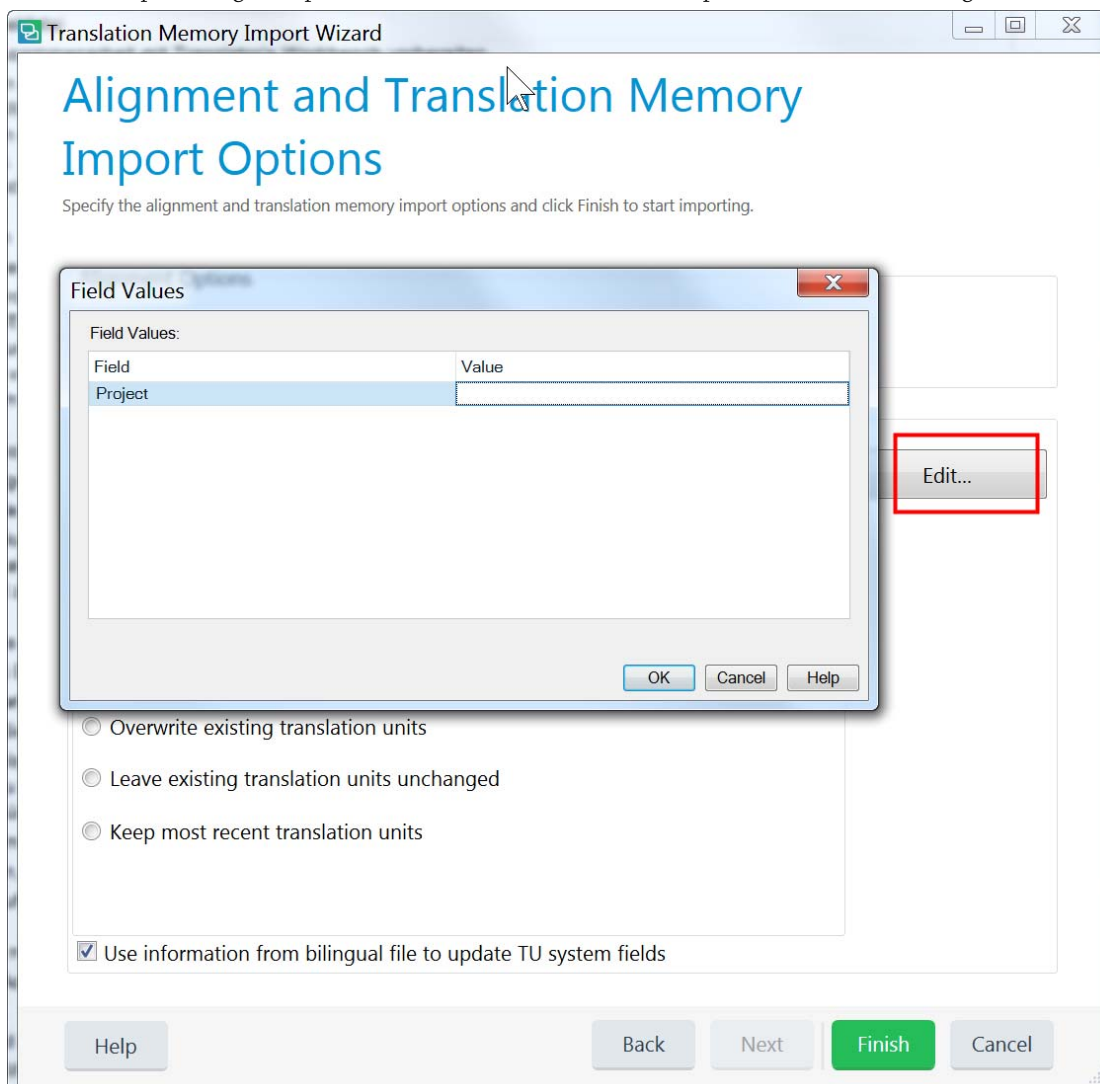 Translation Memory Import Wizard
Alignment and Translation Memory
Import Options
Specify the alignment and translation memory import options and click Finish to start importing.
Field Values
Options
Field Values:
Field Value
Project
Edit...
OK Cancel Help
Overwrite existing translation units
Leave existing translation units unchanged
Keep most recent translation units
Use information from bilingual file to update TU system fields
Help Back Next Finish Cancel